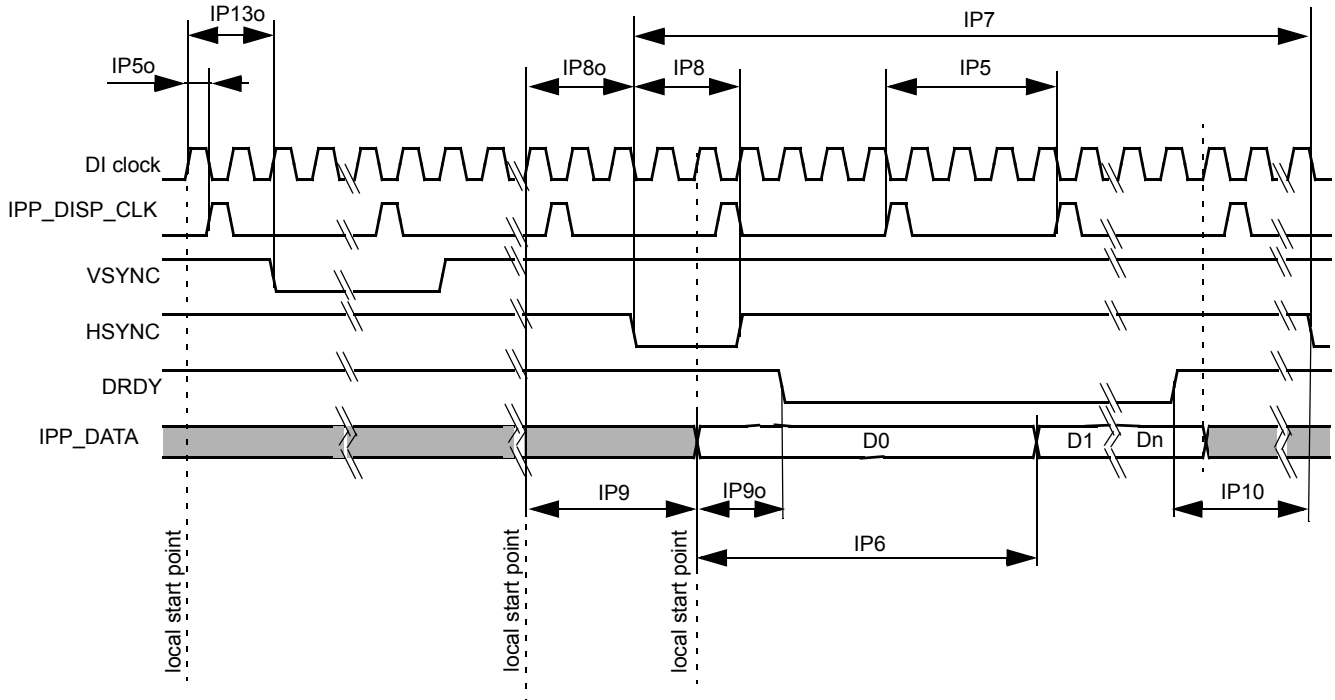 IP13o
IP7
IP5o
IP8o
IP8
IP5
DI clock
IPP_DISP_CLK
VSYNC
HSYNC
DRDY
IPP_DATA
D0
D1
Dn
IP9
IP9o
IP10
IP6
local start point
local start point
local start point